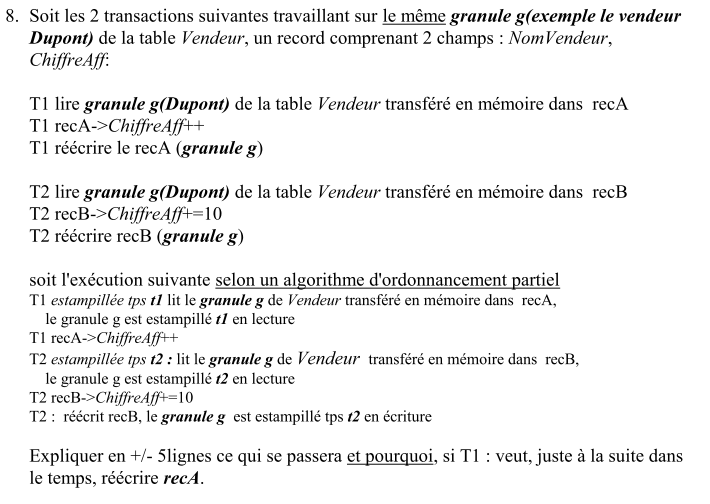 8. Soit les 2 transactions suivantes travaillant sur le même granule g(exemple le vendeur
Dupont) de la table Vendeur, un record comprenant 2 champs : NomVendeur,
ChiffreAff:
T1 lire granule g(Dupont) de la table Vendeur transféré en mémoire dans recA
T1 recA->ChiffreAff++
T1 réécrire le recA (granule g)
T2 lire granule g(Dupont) de la table Vendeur transféré en mémoire dans recB
T2 recB->ChiffreAff+=10
T2 réécrire recB (granule g)
soit l'exécution suivante selon un algorithme d'ordonnancement partiel
T1 estampillée tps t1 lit le granule g de Vendeur transféré en mémoire dans recA,
le granule g est estampillé t1 en lecture
T1 recA->ChiffreAff++
T2 estampillée tps t2 : lit le granule g de Vendeur transféré en mémoire dans recB,
le granule g est estampillé t2 en lecture
T2 recB->ChiffreAff+=10
T2 : réécrit recB, le granule g est estampillé tps t2 en écriture
Expliquer en +/- 5lignes ce qui se passera et pourquoi, si T1 : veut, juste à la suite dans
le temps, réécrire recA.